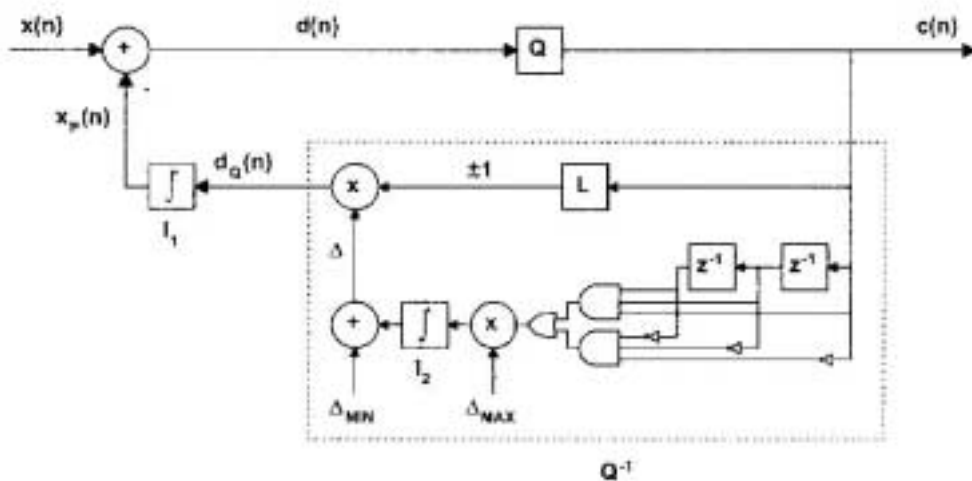 x(n)
d(n)
c(n)
+
Q
x_p(n)
d_Q(n)
±1
x
L
∫
I_1
Δ
z^-1
z^-1
+
∫
x
I_2
Δ_MIN
Δ_MAX
Q^-1